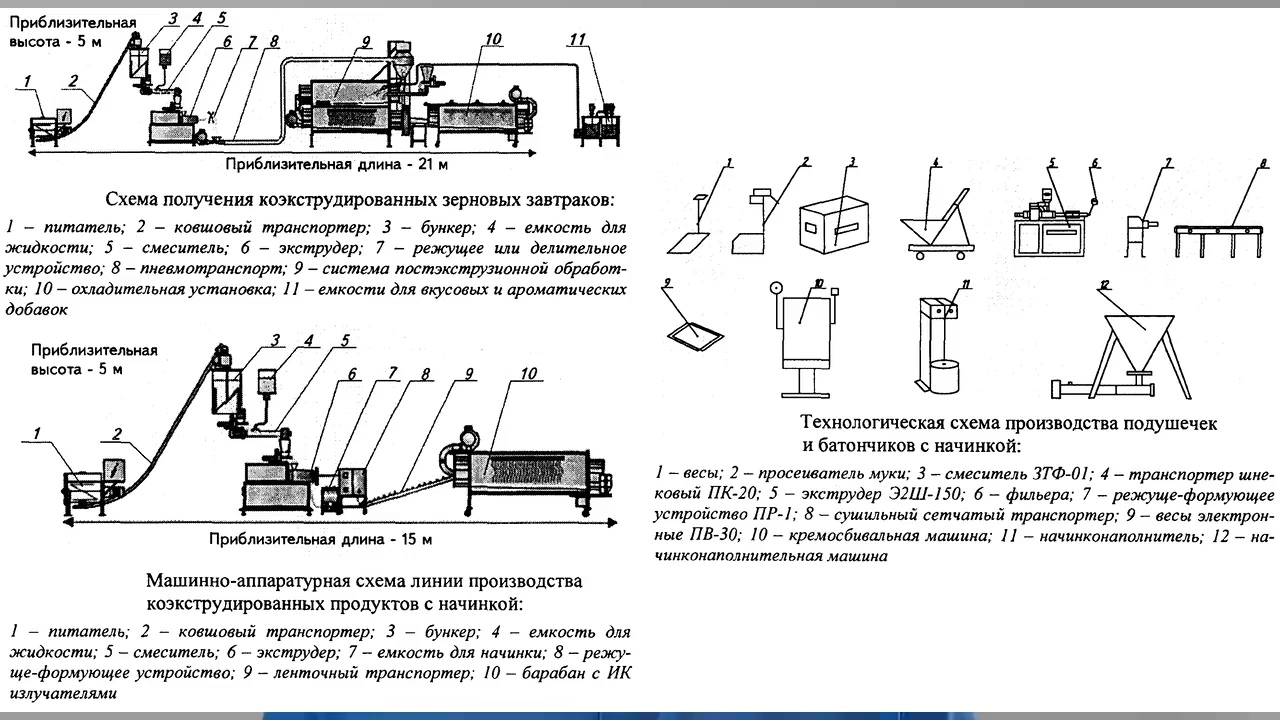 Приблизительная
высота - 5 м
3 4 5
6 7 8 9 10 11
1 2
Приблизительная длина - 21 м
Схема получения коэкструдированных зерновых завтраков:
1 – питатель; 2 – ковшовый транспортер; 3 – бункер; 4 – емкость для
жидкости; 5 – смеситель; 6 – экструдер; 7 – режущее или делительное
устройство; 8 – пневмотранспорт; 9 – система постэкструзионной обработ-
ки; 10 – охладительная установка; 11 – емкости для вкусовых и ароматических
добавок
Приблизительная
высота - 5 м
3 4 5
6 7 8 9 10
1 2
Приблизительная длина - 15 м
Машинно-аппаратурная схема линии производства
коэкструдированных продуктов с начинкой:
1 – питатель; 2 – ковшовый транспортер; 3 – бункер; 4 – емкость для
жидкости; 5 – смеситель; 6 – экструдер; 7 – емкость для начинки; 8 – режу-
ще-формующее устройство; 9 – ленточный транспортер; 10 – барабан с ИК
излучателями
1 2 3 4 5 6 7 8
9 10 11 12
Технологическая схема производства подушечек
и батончиков с начинкой:
1 – весы; 2 – просеиватель муки; 3 – смеситель ЗТФ-01; 4 – транспортер шне-
ковый ПК-20; 5 – экструдер Э2Ш-150; 6 – фильера; 7 – режуще-формующее
устройство ПР-1; 8 – сушильный сетчатый транспортер; 9 – весы электрон-
ные ПВ-30; 10 – кремосбивальная машина; 11 – начинконаполнитель; 12 – на-
чинконаполнительная машина